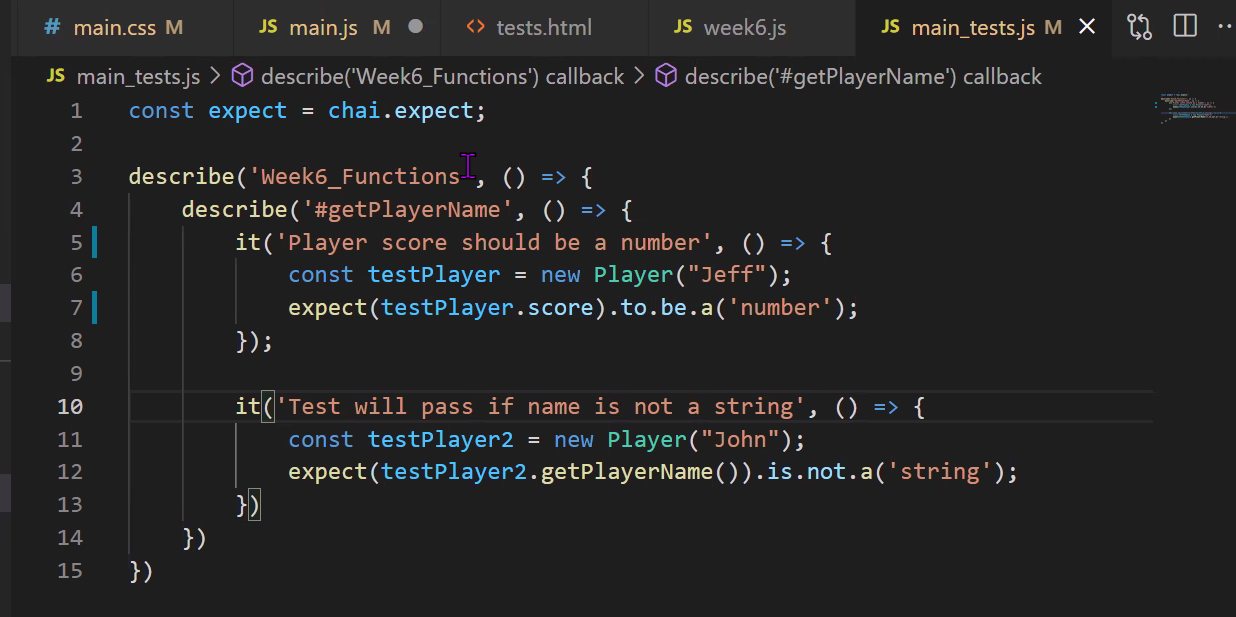 # main.css M JS main.js M ● <> tests.html JS week6.js JS main_tests.js M ×
JS main_tests.js > describe('Week6_Functions') callback > describe('#getPlayerName') callback
1 const expect = chai.expect;
2
3 describe('Week6_Functions', () => {
4 describe('#getPlayerName', () => {
5 it('Player score should be a number', () => {
6 const testPlayer = new Player("Jeff");
7 expect(testPlayer.score).to.be.a('number');
8 });
9
10 it('Test will pass if name is not a string', () => {
11 const testPlayer2 = new Player("John");
12 expect(testPlayer2.getPlayerName()).is.not.a('string');
13 })
14 })
15 })